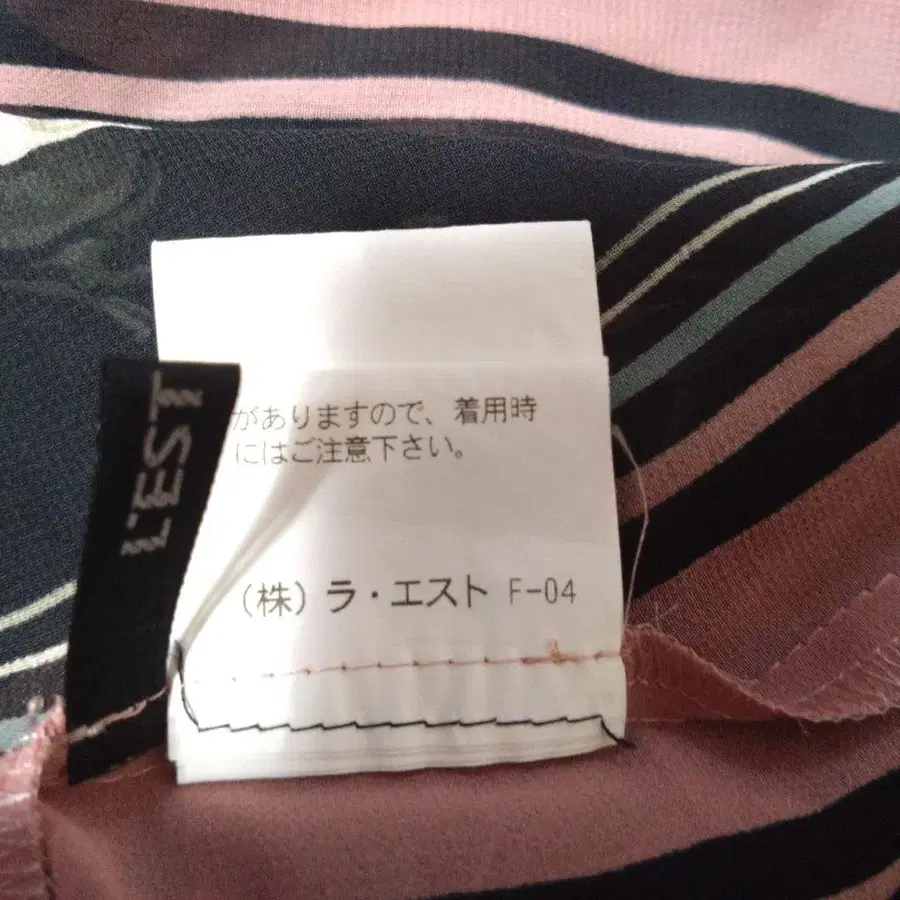 がありますので、着用時
にはご注意下さい。
(株) ラ・エスト F-04
L'EST